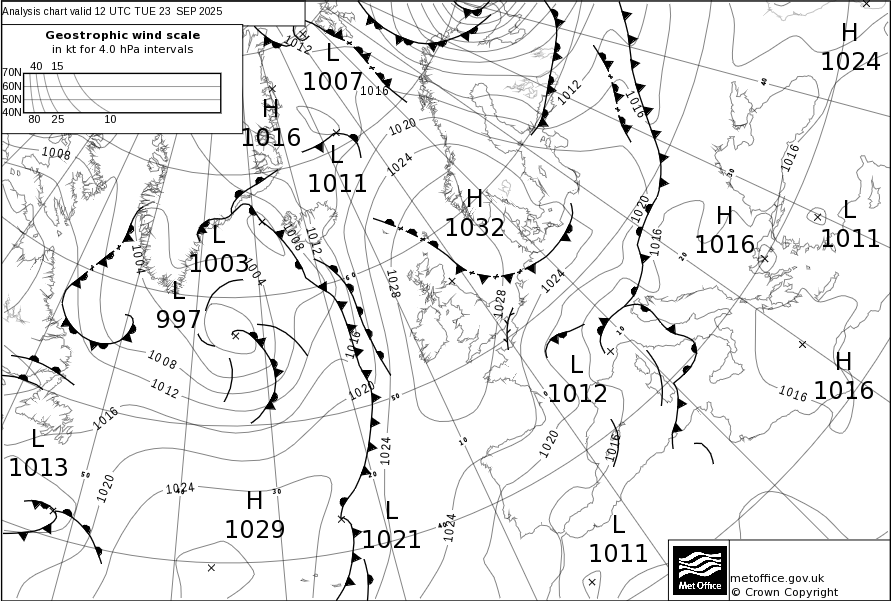 Analysis chart valid 12 UTC TUE 23 SEP 2025
Geostrophic wind scale
in kt for 4.0 hPa intervals
40 15
70N
60N
50N
40N
80 25 10
1012
L
1007
1016
H
1016
L
1011
1020
1024
H
1032
1012
1016
H
1024
40
1016
30
1008
1004
L
1003
1004
1008
1012
60
1028
1028
1024
1020
1016
20
H
1016
L
1011
L
997
1008
1012
1016
1016
1020
50
10
L
1012
0
10
H
1016
1016
L
1013
50
1020
1024
40
30
H
1029
1024
20
L
1021
10
40
1024
1020
1016
L
1011
Met Office
metoffice.gov.uk
© Crown Copyright